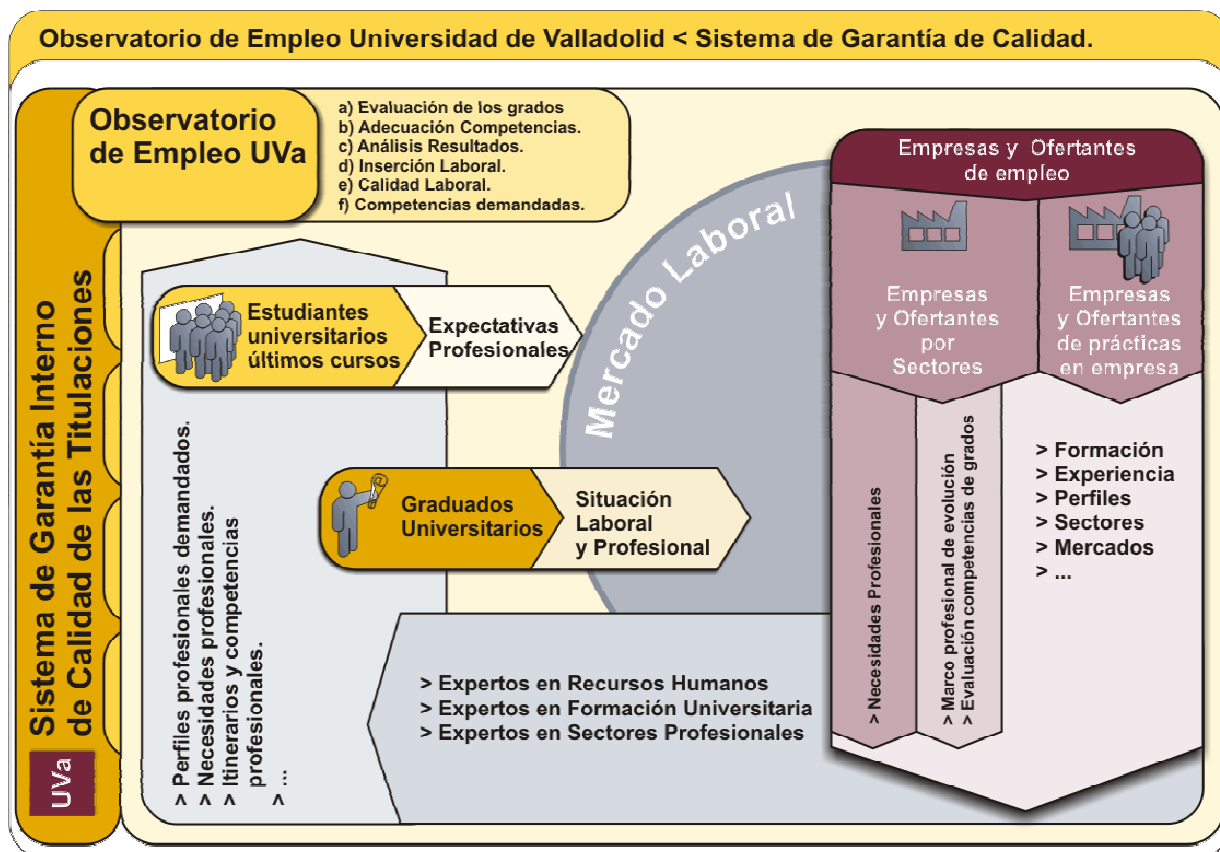 Observatorio de Empleo Universidad de Valladolid < Sistema de Garantía de Calidad.
Sistema de Garantía Interno
de Calidad de las Titulaciones
UVa
Observatorio
de Empleo UVa
a) Evaluación de los grados
b) Adecuación Competencias.
c) Análisis Resultados.
d) Inserción Laboral.
e) Calidad Laboral.
f) Competencias demandadas.
Estudiantes
universitarios
últimos cursos
Expectativas
Profesionales
Graduados
Universitarios
Situación
Laboral
y Profesional
Mercado Laboral
> Perfiles profesionales demandados.
> Necesidades profesionales.
> Itinerarios y competencias
profesionales.
> ...
> Expertos en Recursos Humanos
> Expertos en Formación Universitaria
> Expertos en Sectores Profesionales
Empresas y Ofertantes
de empleo
Empresas
y Ofertantes
por
Sectores
Empresas
y Ofertantes
de prácticas
en empresa
> Necesidades Profesionales
> Marco profesional de evolución
> Evaluación competencias de grados
> Formación
> Experiencia
> Perfiles
> Sectores
> Mercados
> ...